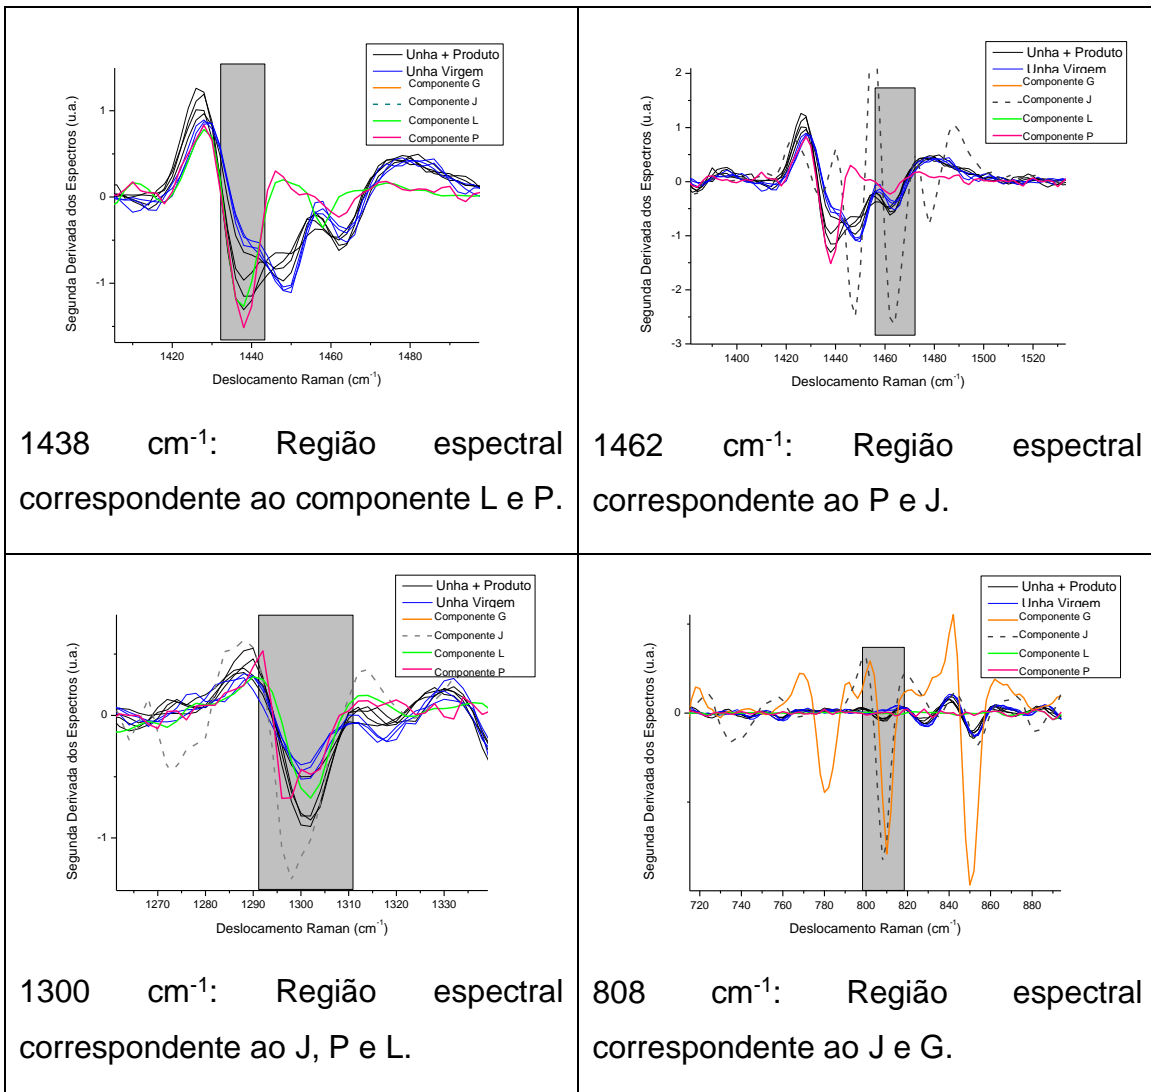 Unha + Produto
Unha Virgem
Componente G
Componente J
Componente L
Componente P
Segunda Derivada dos Espectros (u.a.)
1
0
-1
1420 1440 1460 1480
Deslocamento Raman (cm-1)
1438 cm-1: Região espectral
correspondente ao componente L e P.
Unha + Produto
Unha Virgem
Componente G
Componente J
Componente L
Componente P
Segunda Derivada dos Espectros (u.a.)
2
1
0
-1
-2
-3
1400 1420 1440 1460 1480 1500 1520
Deslocamento Raman (cm-1)
1462 cm-1: Região espectral
correspondente ao P e J.
Unha + Produto
Unha Virgem
Componente G
Componente J
Componente L
Componente P
Segunda Derivada dos Espectros (u.a.)
0
-1
1270 1280 1290 1300 1310 1320 1330
Deslocamento Raman (cm-1)
1300 cm-1: Região espectral
correspondente ao J, P e L.
Unha + Produto
Unha Virgem
Componente G
Componente J
Componente L
Componente P
Segunda Derivada dos Espectros (u.a.)
0
720 740 760 780 800 820 840 860 880
Deslocamento Raman (cm-1)
808 cm-1: Região espectral
correspondente ao J e G.